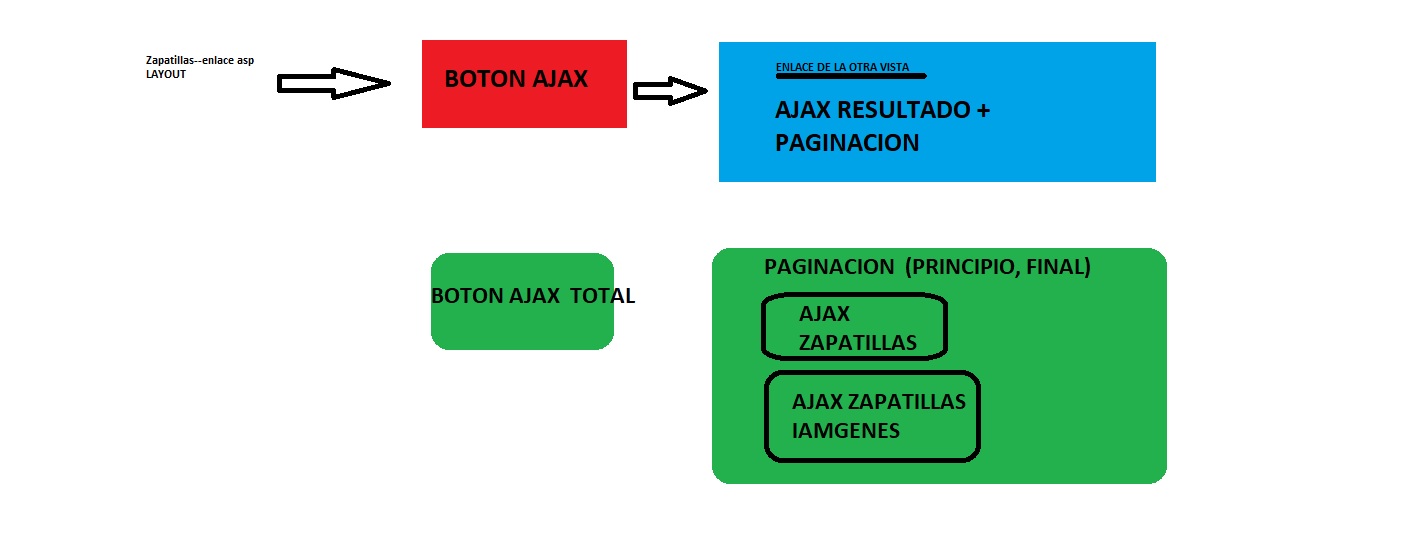 Zapatillas--enlace asp
LAYOUT
BOTON AJAX
ENLACE DE LA OTRA VISTA
AJAX RESULTADO +
PAGINACION
BOTON AJAX  TOTAL
PAGINACION  (PRINCIPIO, FINAL)
AJAX
ZAPATILLAS
AJAX ZAPATILLAS
IAMGENES